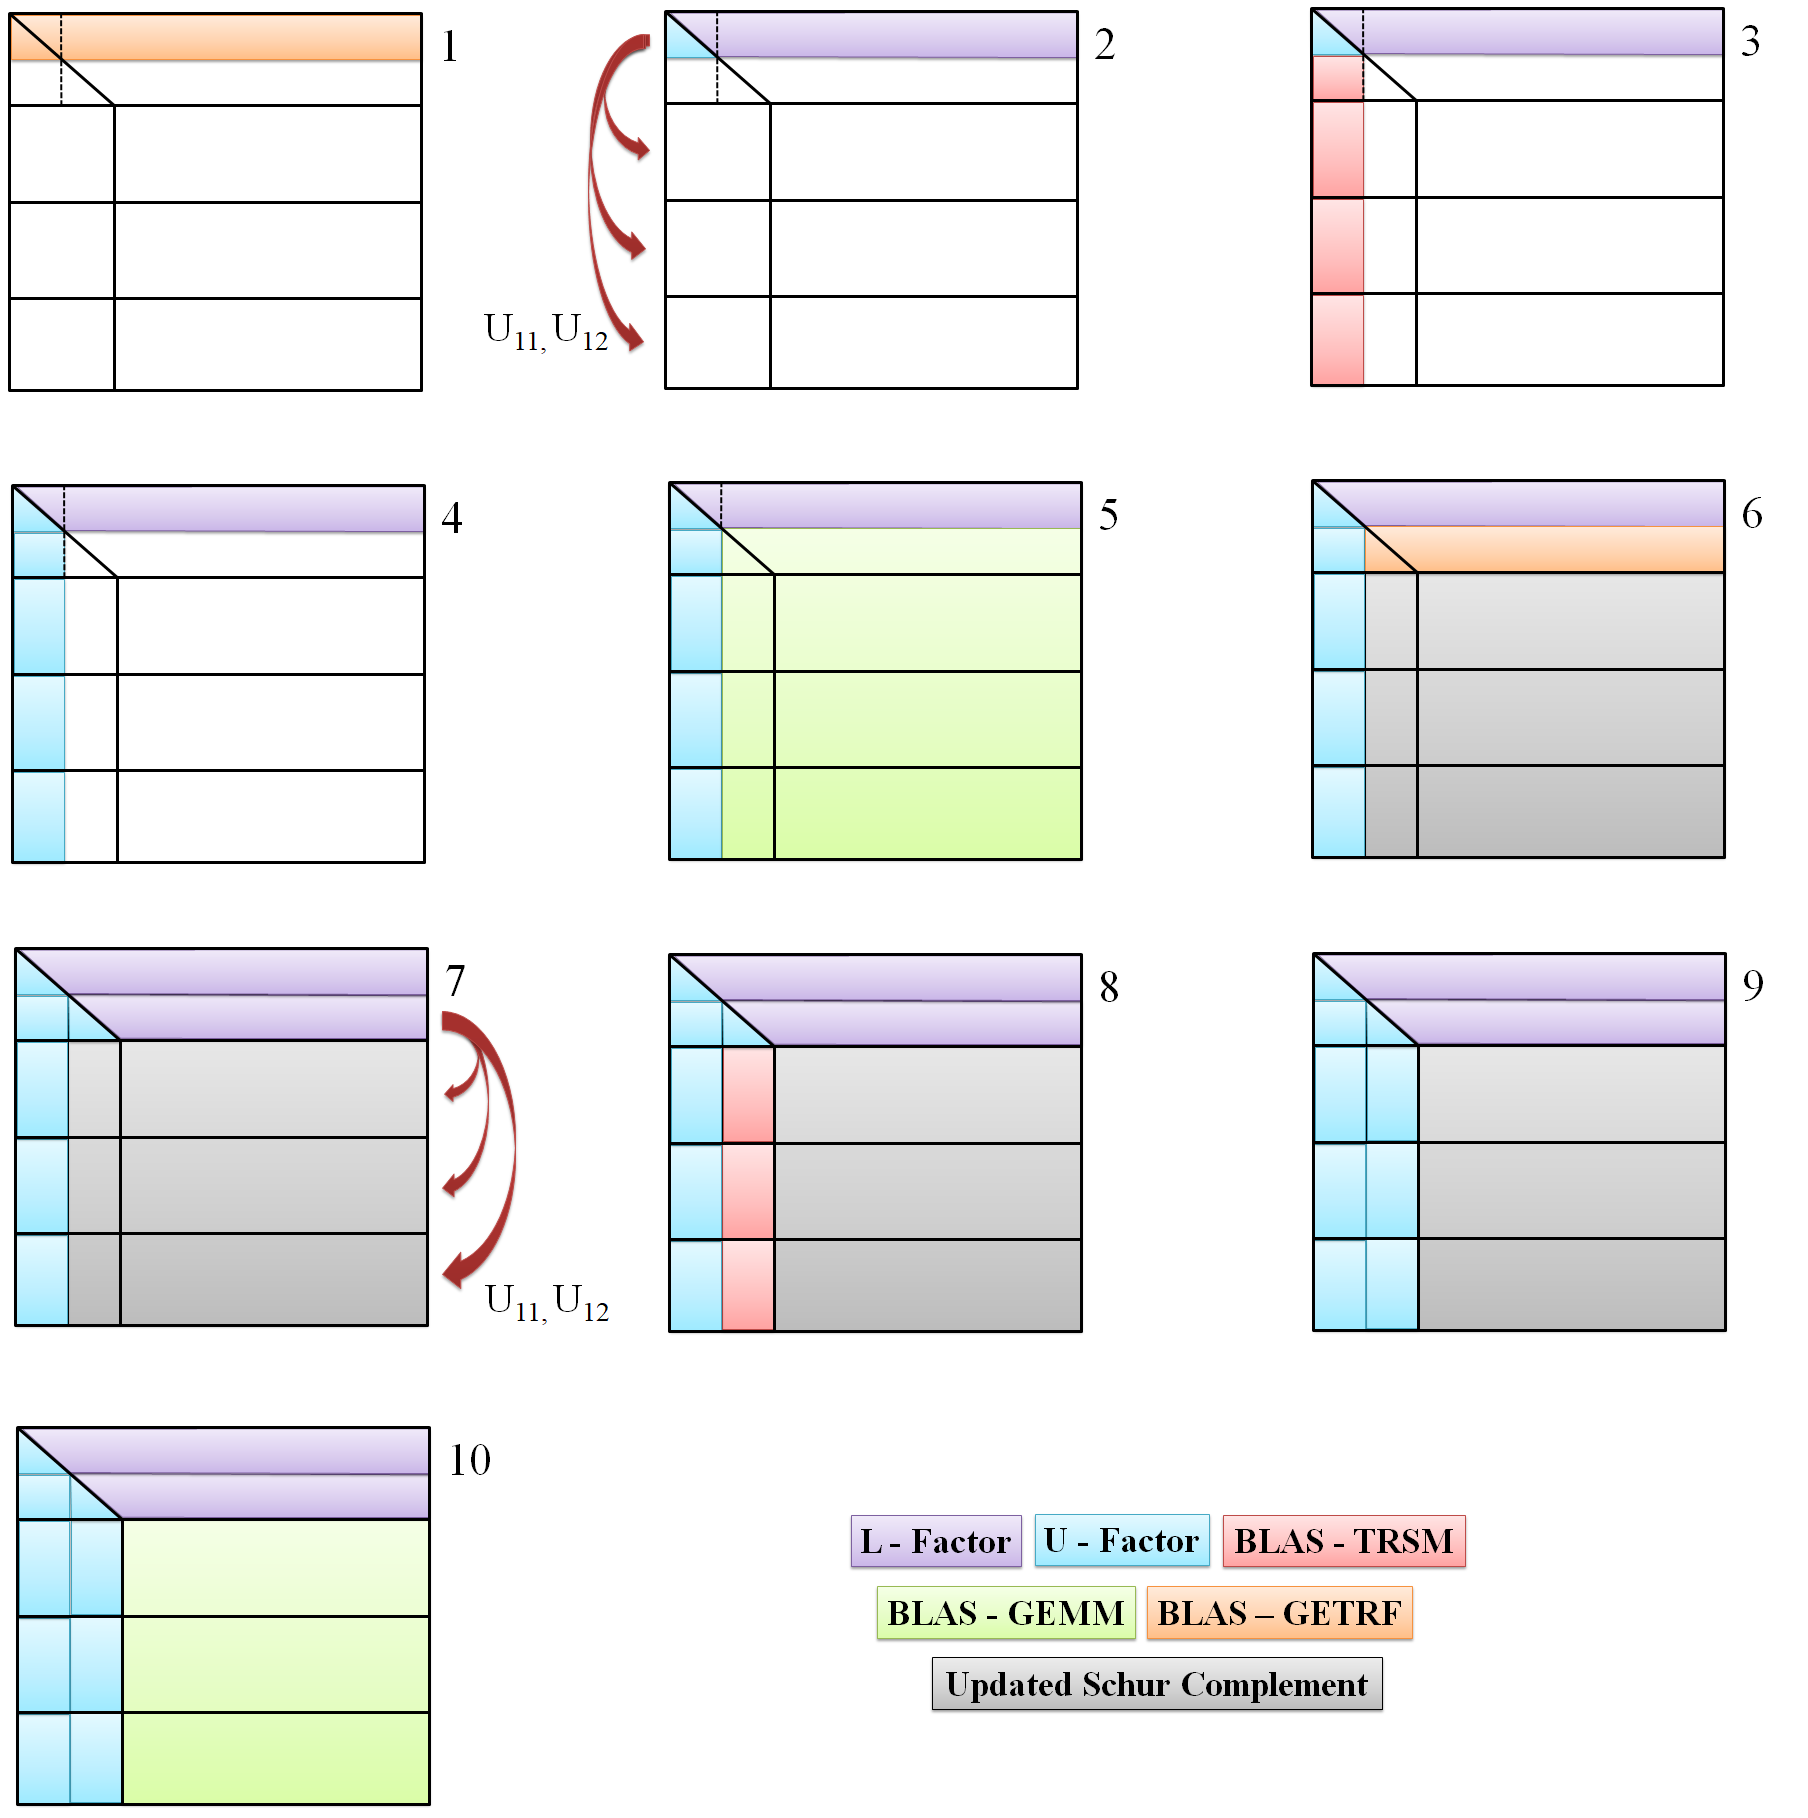 1
2
3
U11, U12
4
5
6
7
8
9
U11, U12
10
L - Factor
U - Factor
BLAS - TRSM
BLAS - GEMM
BLAS – GETRF
Updated Schur Complement